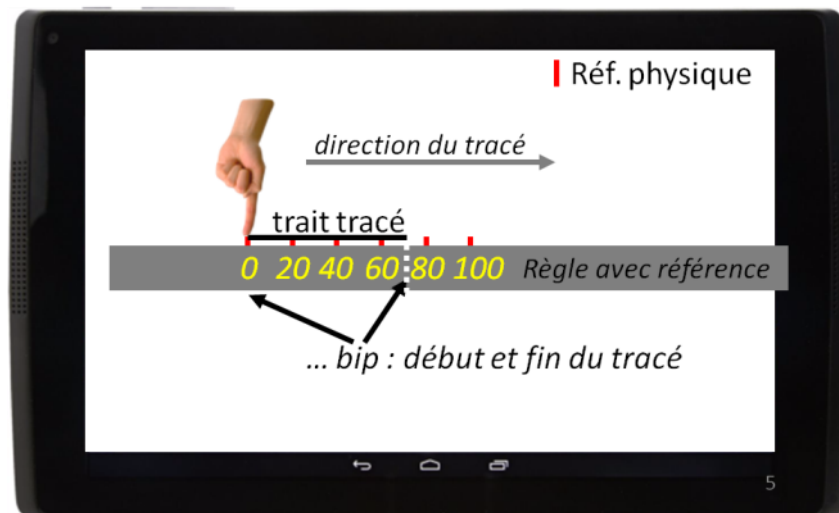 Réf. physique
direction du tracé
trait tracé
0 20 40 60 80 100 Règle avec référence
... bip : début et fin du tracé
5